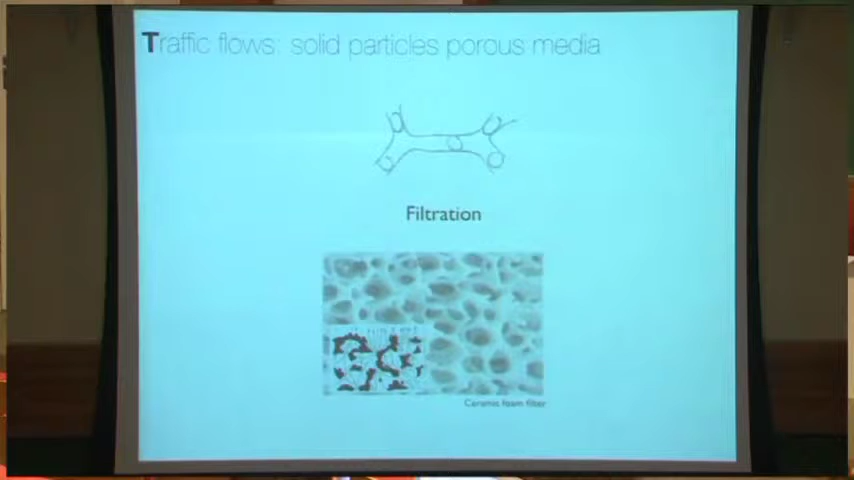 Traffic flows: solid particles porous media
Filtration
Ceramic foam filter